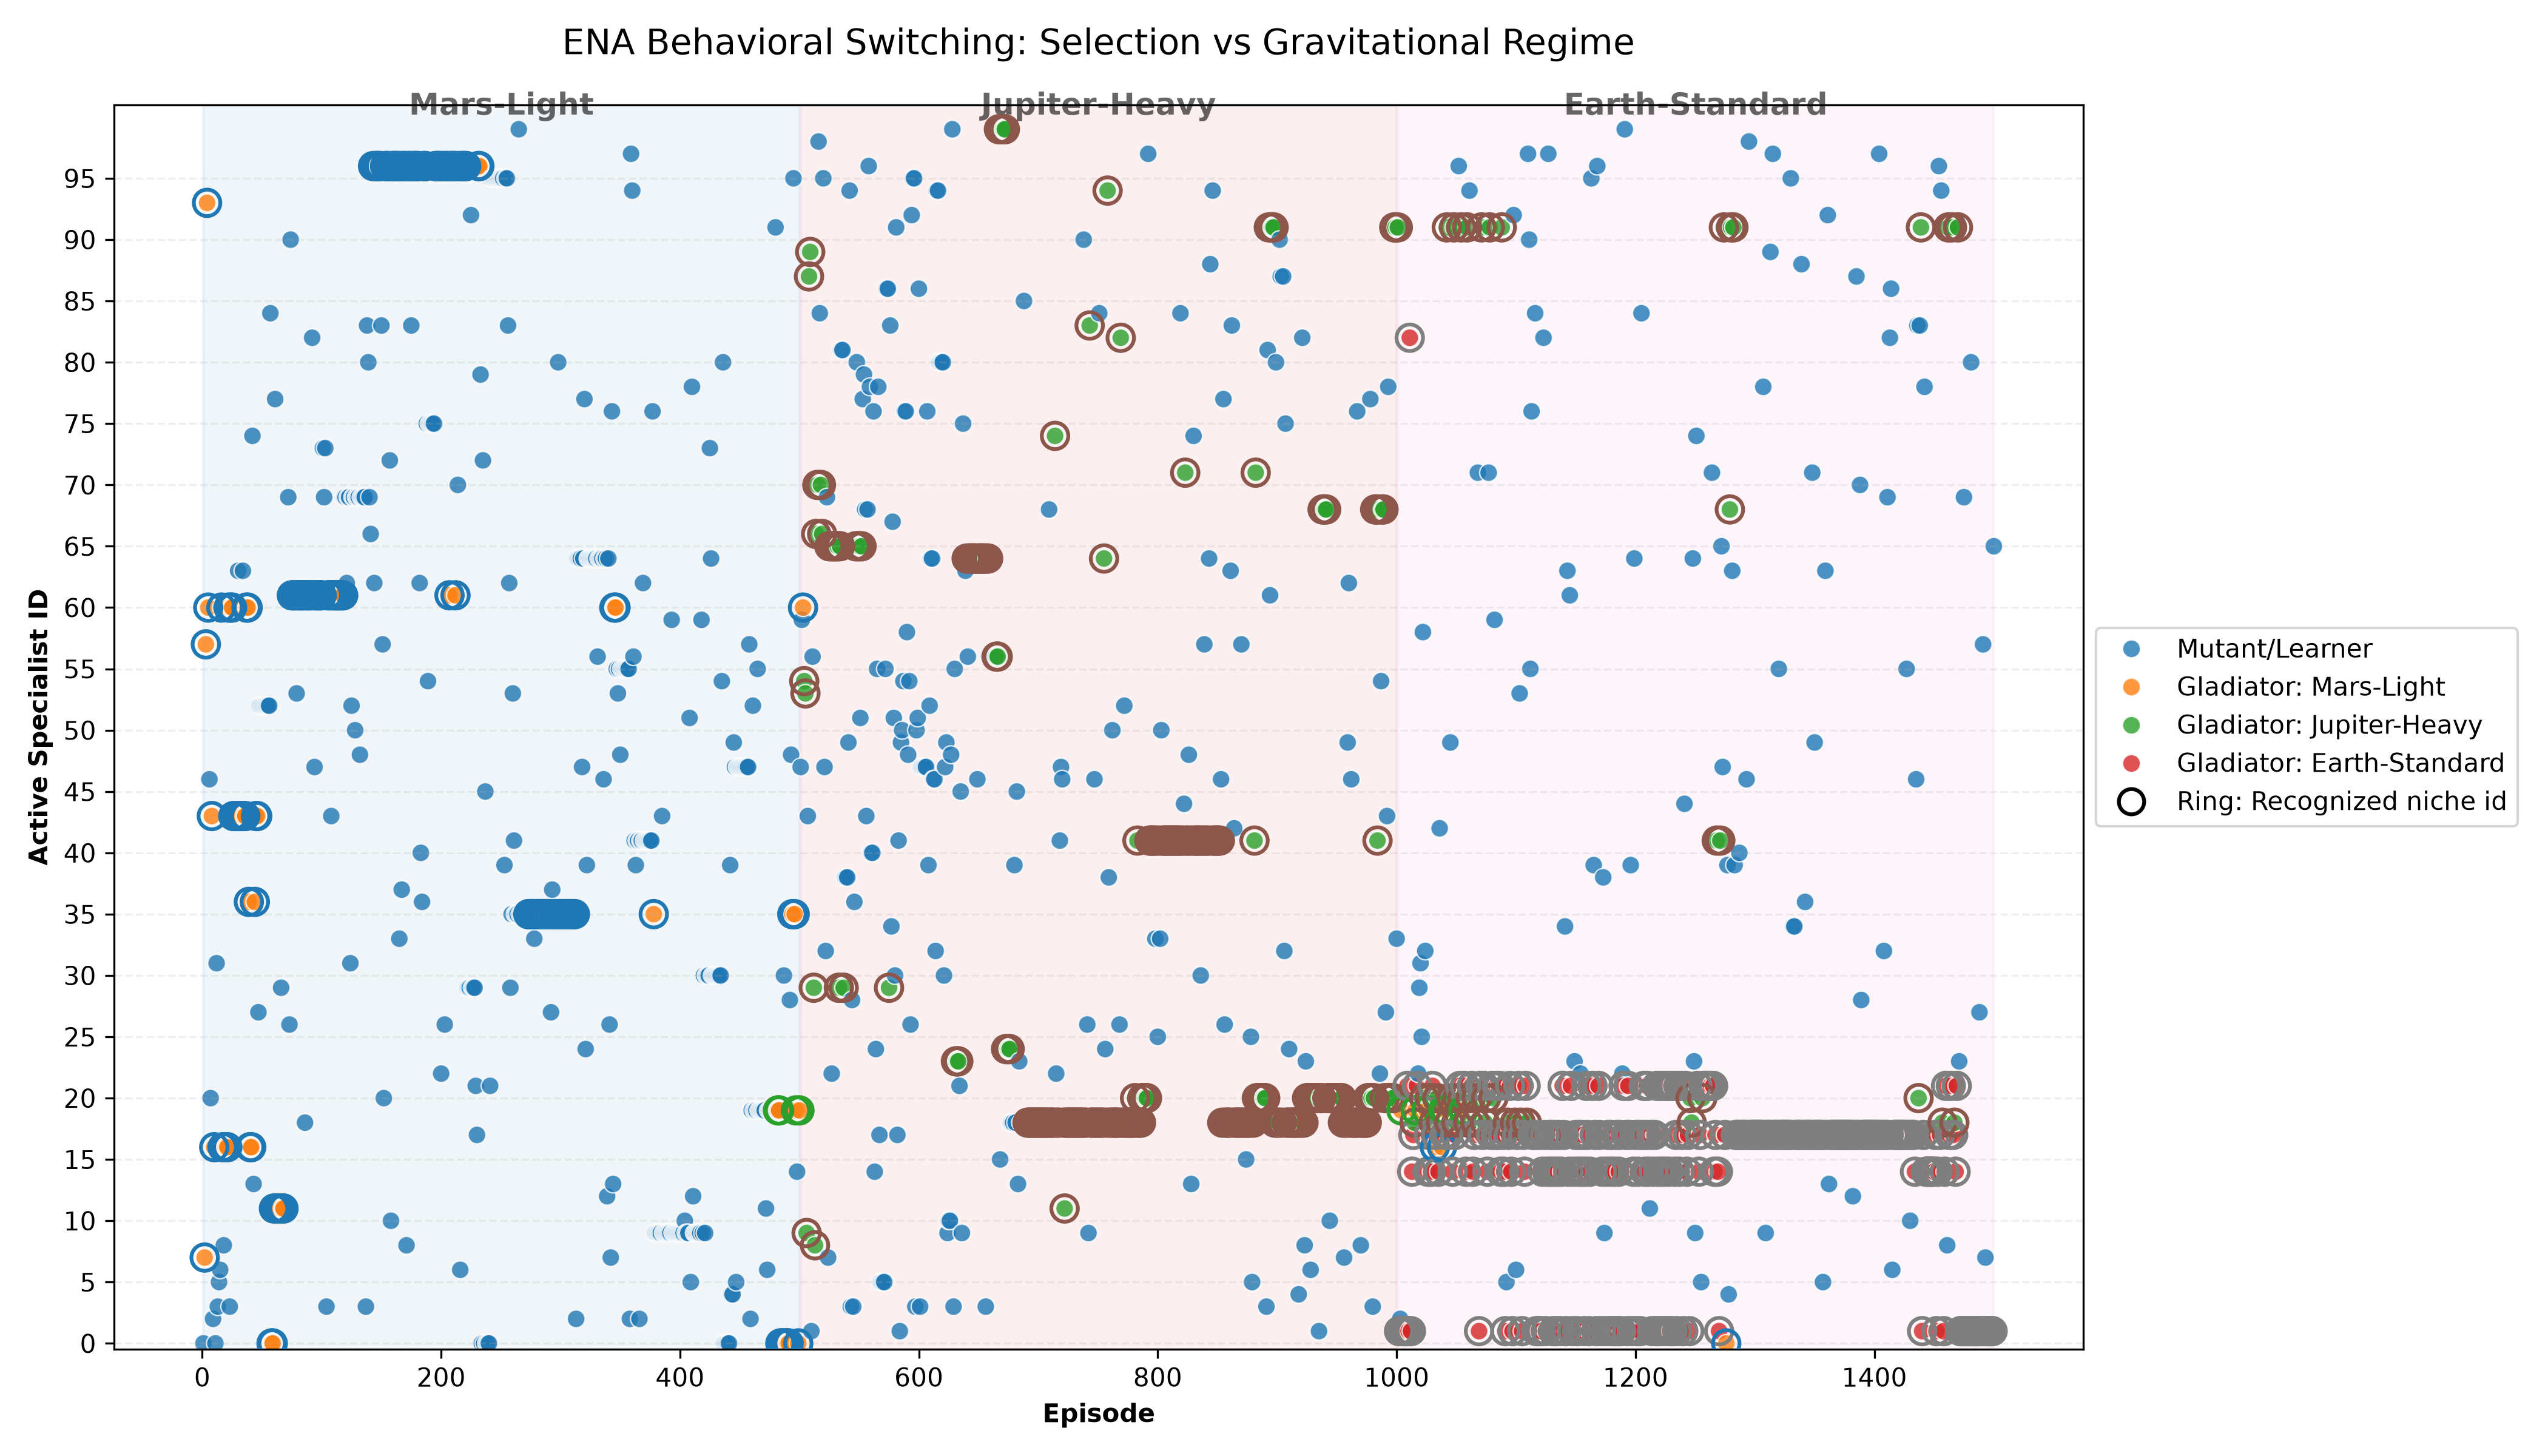 ENA Behavioral Switching: Selection vs Gravitational Regime
Mars-Light
Jupiter-Heavy
Earth-Standard
95
90
85
80
75
70
65
60
55
50
45
40
35
30
25
20
15
10
5
0
Active Specialist ID
0
200
400
600
800
1000
1200
1400
Episode
Mutant/Learner
Gladiator: Mars-Light
Gladiator: Jupiter-Heavy
Gladiator: Earth-Standard
Ring: Recognized niche id